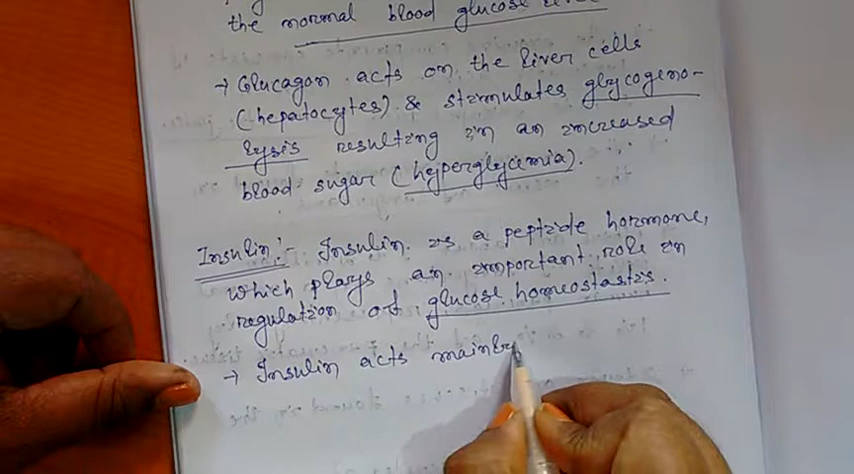 the normal blood glucose level
→ Glucagon acts on the liver cells
(hepatocytes) & stimulates glycogeno-
lysis resulting in an increased
blood sugar (hyperglycemia).
Insulin:- Insulin is a peptide hormone,
which plays an important role in
regulation of glucose homeostasis.
→ Insulin acts mainly